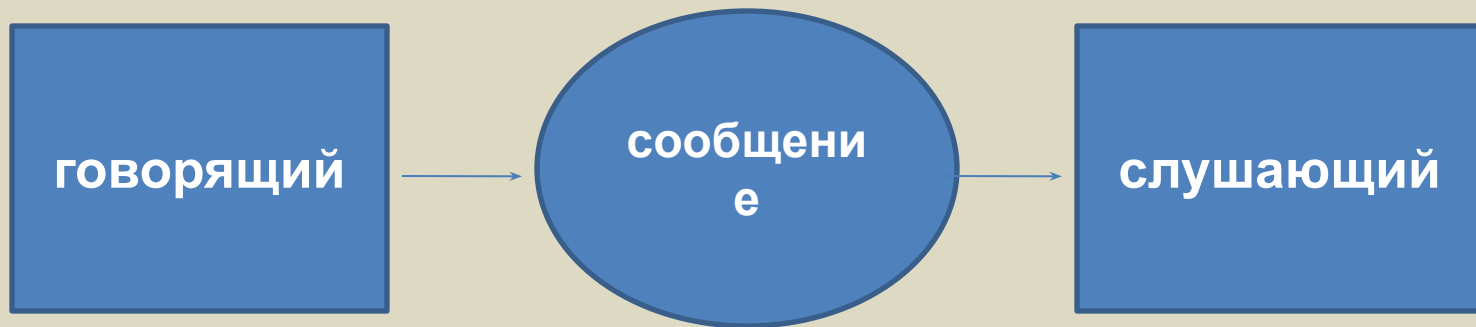 говорящий
сообщени
е
слушающий